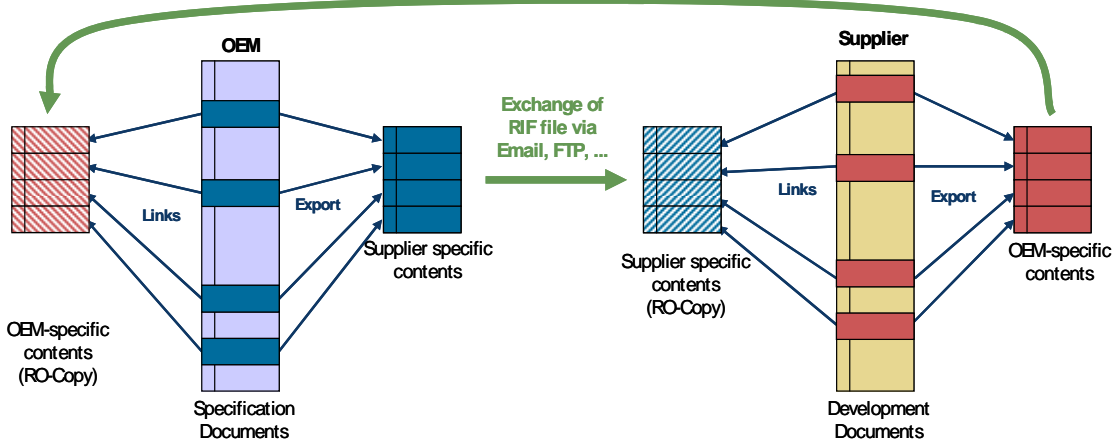 OEM
Supplier
Exchange of
RIF file via
Email, FTP, ...
Links
Export
Links
Export
Supplier specific
contents
OEM-specific
contents
Supplier specific
contents
(RO-Copy)
OEM-specific
contents
(RO-Copy)
Specification
Documents
Development
Documents